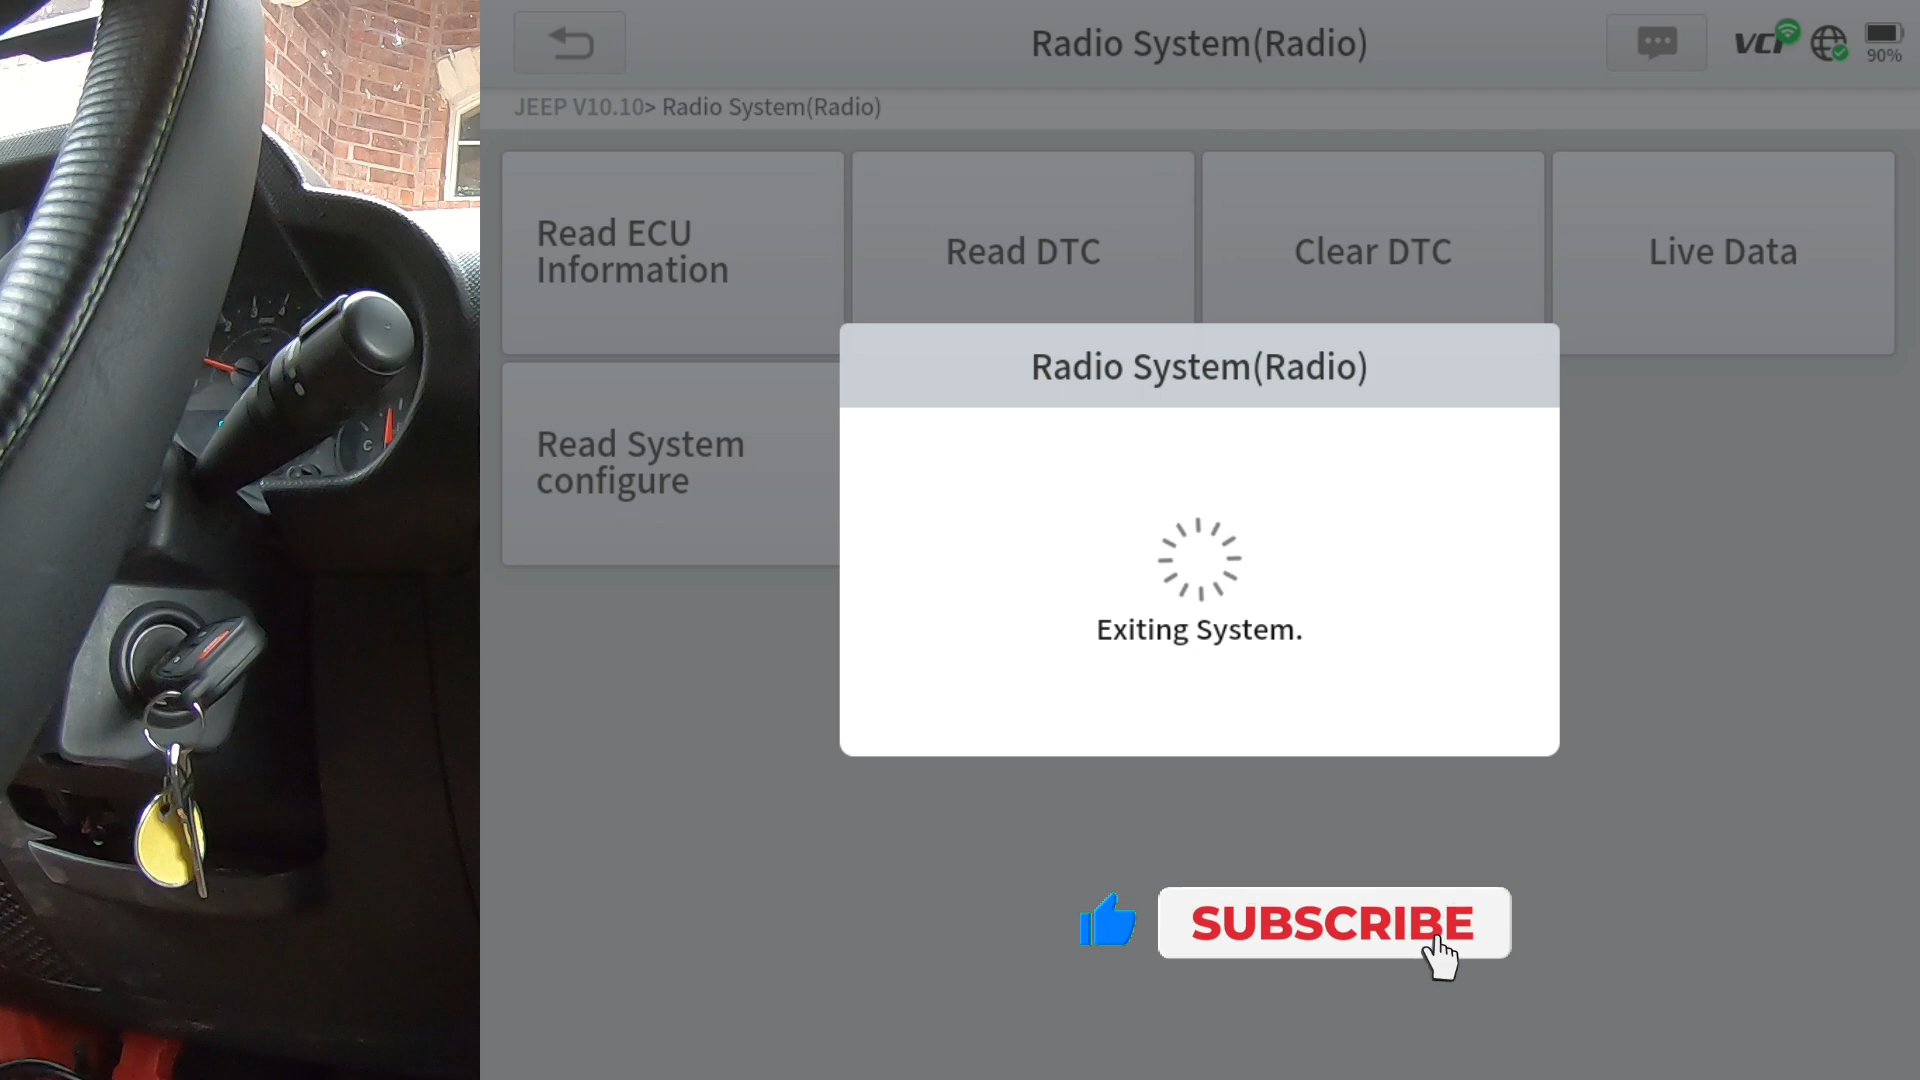 Radio System(Radio)
VCI
90%
JEEP V10.10> Radio System(Radio)
Read ECU
Information
Read DTC
Clear DTC
Live Data
Read System
configure
Radio System(Radio)
Exiting System.
SUBSCRIBE